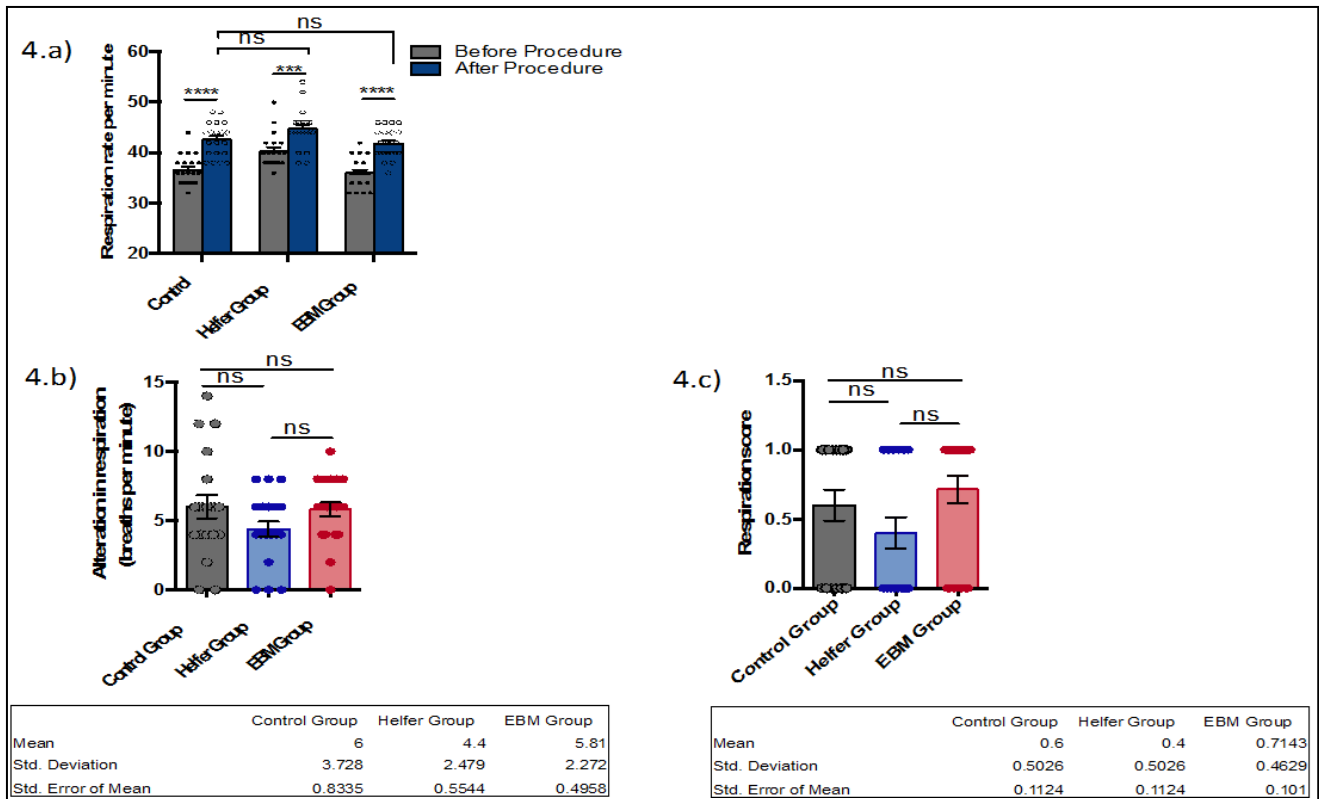 4.a)
ns
ns
Before Procedure
After Procedure
Respiration rate per minute
60
50
40
30
20
****
***
****
Control
Helfer Group
EBM Group
4.b)
ns
ns
ns
Alteration in respiration
(breaths per minute)
15
10
5
0
Control Group
Helfer Group
EBM Group
Control Group Helfer Group EBM Group
Mean 6 4.4 5.81
Std. Deviation 3.728 2.479 2.272
Std. Error of Mean 0.8335 0.5544 0.4958
4.c)
ns
ns
ns
Respiration score
1.5
1.0
0.5
0.0
Control Group
Helfer Group
EBM Group
Control Group Helfer Group EBM Group
Mean 0.6 0.4 0.7143
Std. Deviation 0.5026 0.5026 0.4629
Std. Error of Mean 0.1124 0.1124 0.101